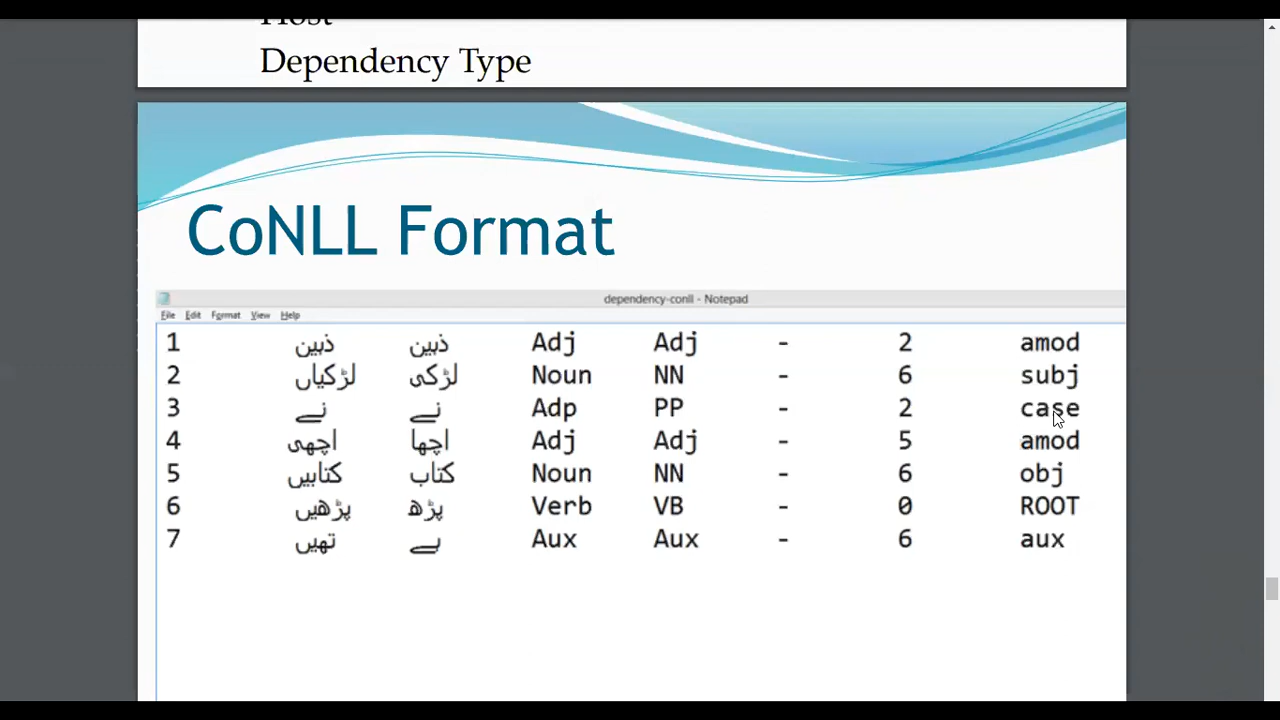 Dependency Type
CoNLL Format
dependency-conll - Notepad
File Edit Format View Help
1 ذہین ذہین Adj Adj - 2 amod
2 لڑکیاں لڑکی Noun NN - 6 subj
3 نے نے Adp PP - 2 case
4 اچھی اچھا Adj Adj - 5 amod
5 کتابیں کتاب Noun NN - 6 obj
6 پڑھیں پڑھ Verb VB - 0 ROOT
7 تھیں ہے Aux Aux - 6 aux